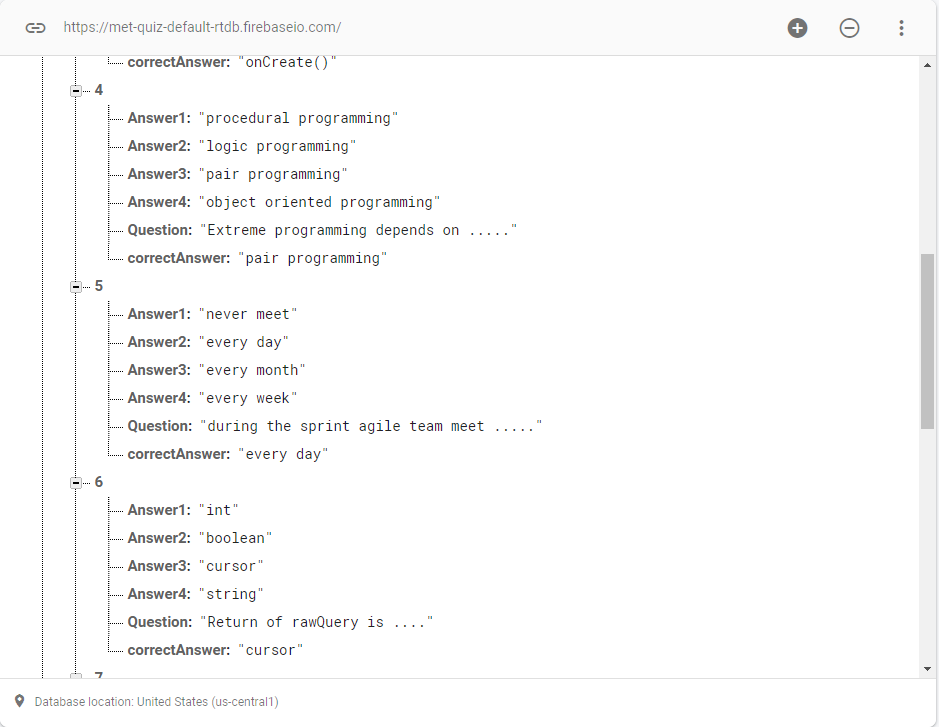 https://met-quiz-default-rtdb.firebaseio.com/
correctAnswer: "onCreate()"
4
Answer1: "procedural programming"
Answer2: "logic programming"
Answer3: "pair programming"
Answer4: "object oriented programming"
Question: "Extreme programming depends on ....."
correctAnswer: "pair programming"
5
Answer1: "never meet"
Answer2: "every day"
Answer3: "every month"
Answer4: "every week"
Question: "during the sprint agile team meet ....."
correctAnswer: "every day"
6
Answer1: "int"
Answer2: "boolean"
Answer3: "cursor"
Answer4: "string"
Question: "Return of rawQuery is ...."
correctAnswer: "cursor"
7
Database location: United States (us-central1)